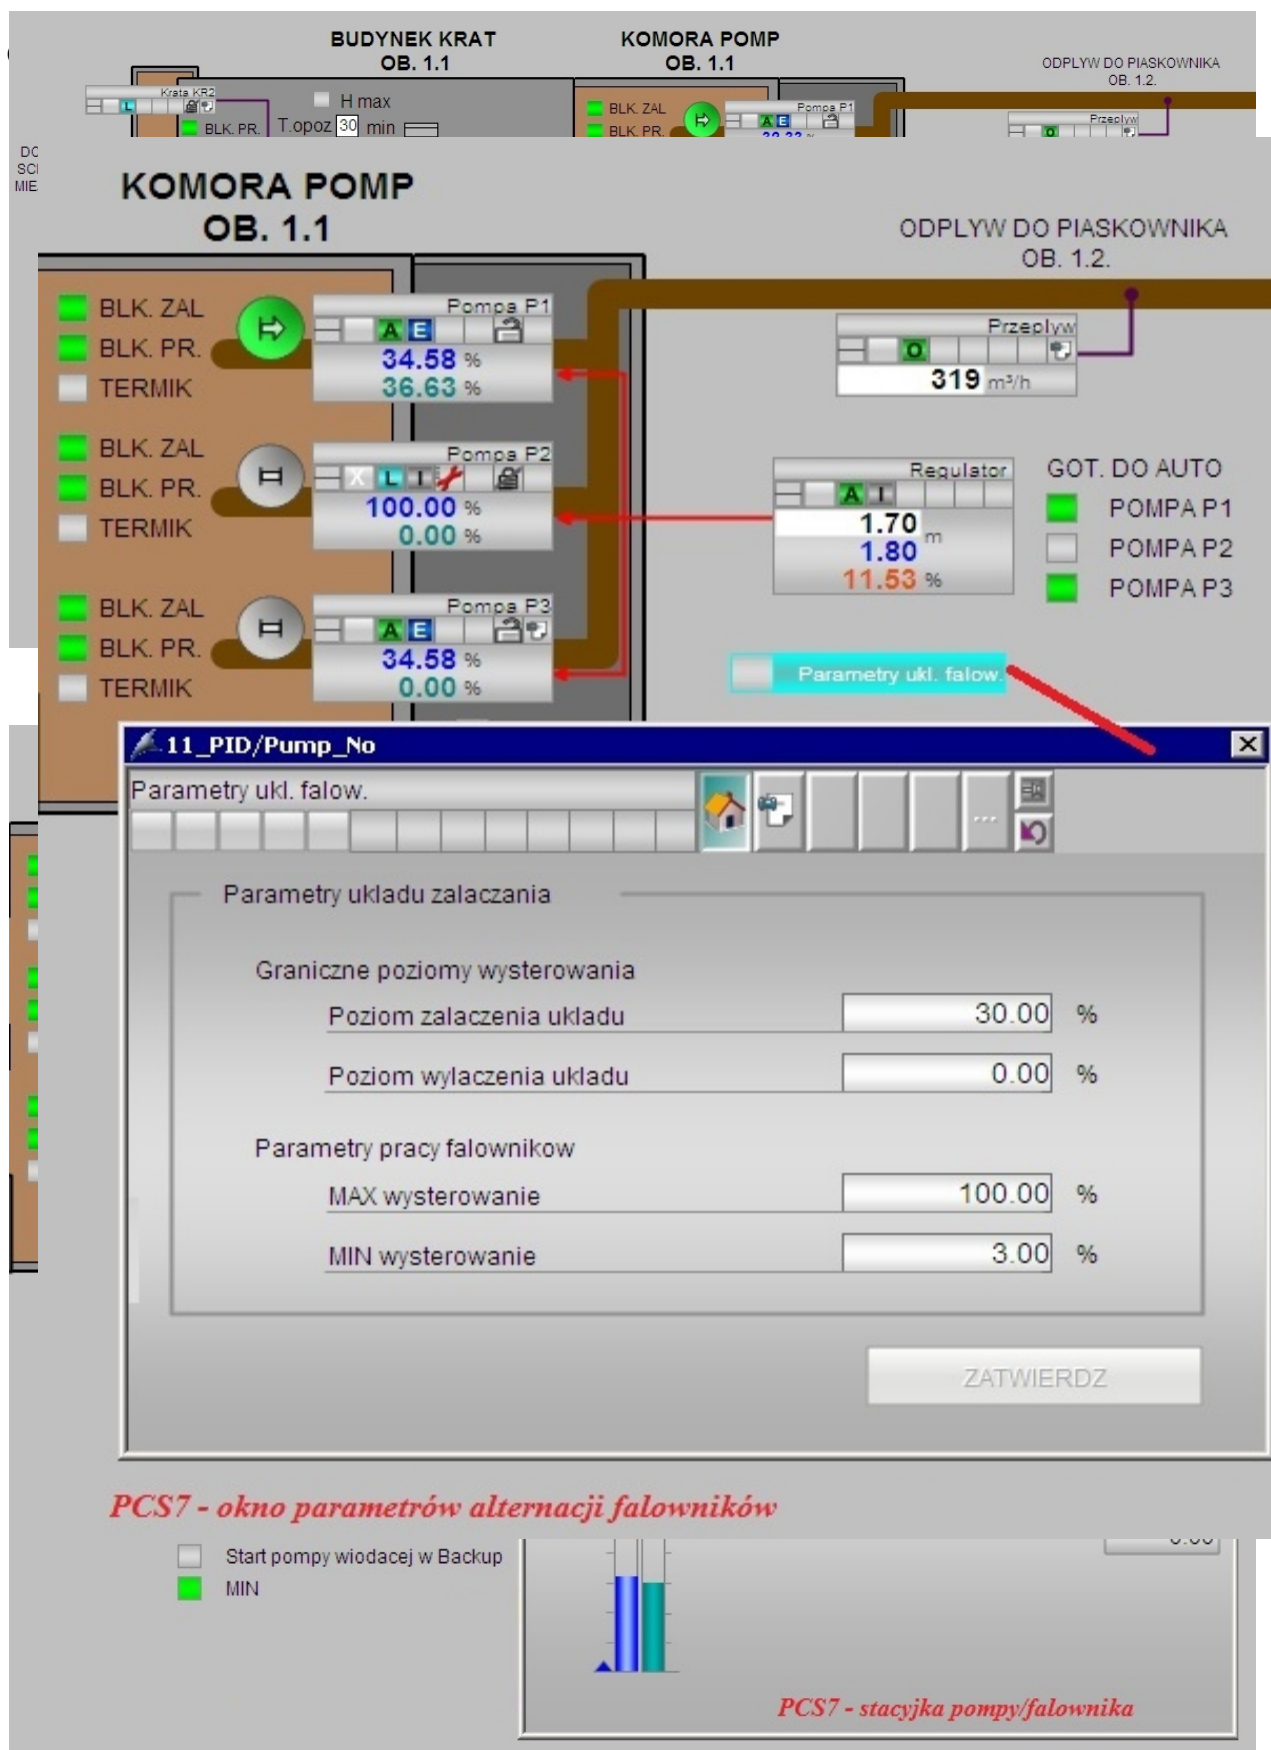 BUDYNEK KRAT
OB. 1.1
KOMORA POMP
OB. 1.1
ODPLYW DO PIASKOWNIKA
OB. 1.2.
Krata KR2
L
H max
BLK. PR.
T.opoz 30 min
BLK. ZAL
BLK. PR.
Pompa P1
A E
Przeplyw
O
DO
SCI
MIE
KOMORA POMP
OB. 1.1
ODPLYW DO PIASKOWNIKA
OB. 1.2.
BLK. ZAL
BLK. PR.
TERMIK
Pompa P1
A E
34.58 %
36.63 %
Przeplyw
O
319 m³/h
BLK. ZAL
BLK. PR.
TERMIK
Pompa P2
X L I
100.00 %
0.00 %
Regulator
A I
1.70 m
1.80
11.53 %
GOT. DO AUTO
POMPA P1
POMPA P2
POMPA P3
BLK. ZAL
BLK. PR.
TERMIK
Pompa P3
A E
34.58 %
0.00 %
Parametry ukl. falow.
11_PID/Pump_No
Parametry ukl. falow.
...
Parametry ukladu zalaczania
Graniczne poziomy wysterowania
Poziom zalaczenia ukladu 30.00 %
Poziom wylaczenia ukladu 0.00 %
Parametry pracy falownikow
MAX wysterowanie 100.00 %
MIN wysterowanie 3.00 %
ZATWIERDZ
PCS7 - okno parametrów alternacji falowników
Start pompy wiodacej w Backup
MIN
PCS7 - stacyjka pompy/falownika